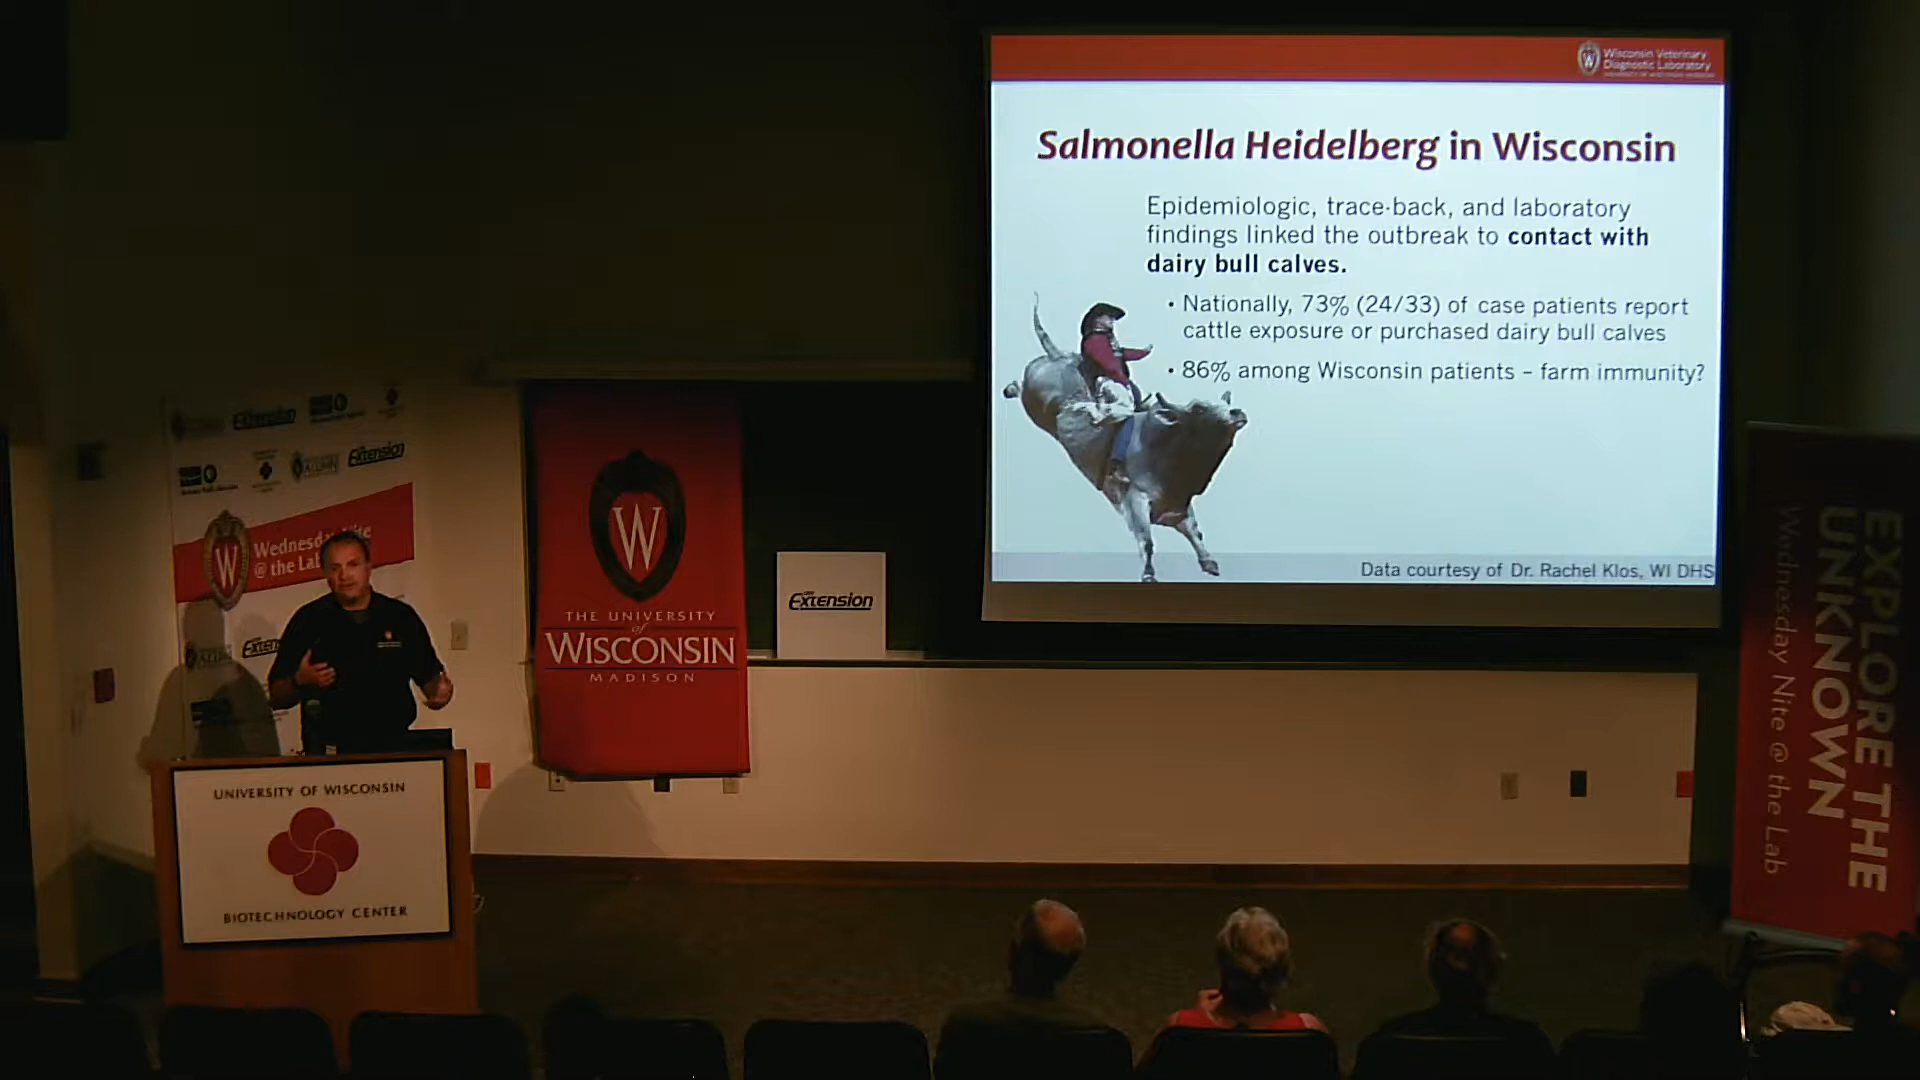 Wisconsin Veterinary
Diagnostic Laboratory
Salmonella Heidelberg in Wisconsin
Epidemiologic, trace-back, and laboratory
findings linked the outbreak to contact with
dairy bull calves.
• Nationally, 73% (24/33) of case patients report
cattle exposure or purchased dairy bull calves
• 86% among Wisconsin patients – farm immunity?
Data courtesy of Dr. Rachel Klos, WI DHS
Extension
Extension
W
Wednesday
@ the Lab
W
THE UNIVERSITY
of
WISCONSIN
MADISON
Extension
UNIVERSITY OF WISCONSIN
BIOTECHNOLOGY CENTER
EXPLORE THE
UNKNOWN
Wednesday Nite @ the Lab